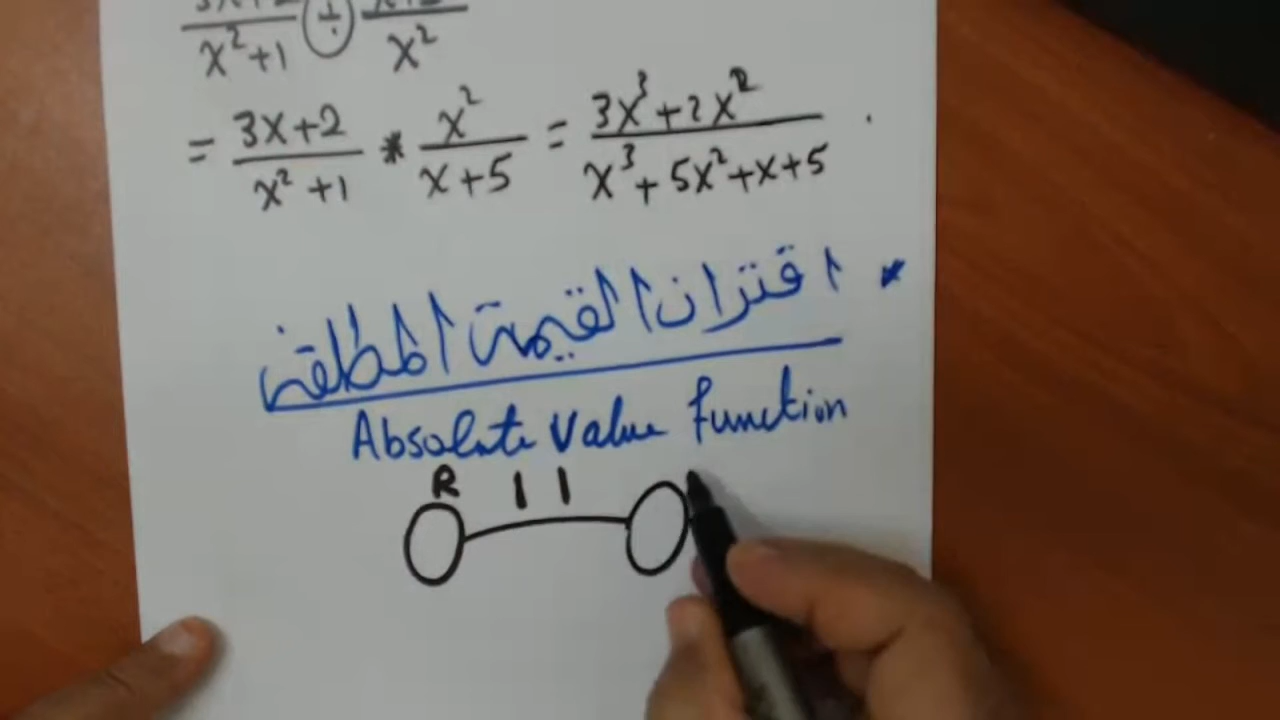 x²+1 ÷ x²
= 3x+2 / x²+1 * x² / x+5 = 3x³+2x² / x³+5x²+x+5 .
* اقتران القيمة المطلقة
Absolute Value function
R | |